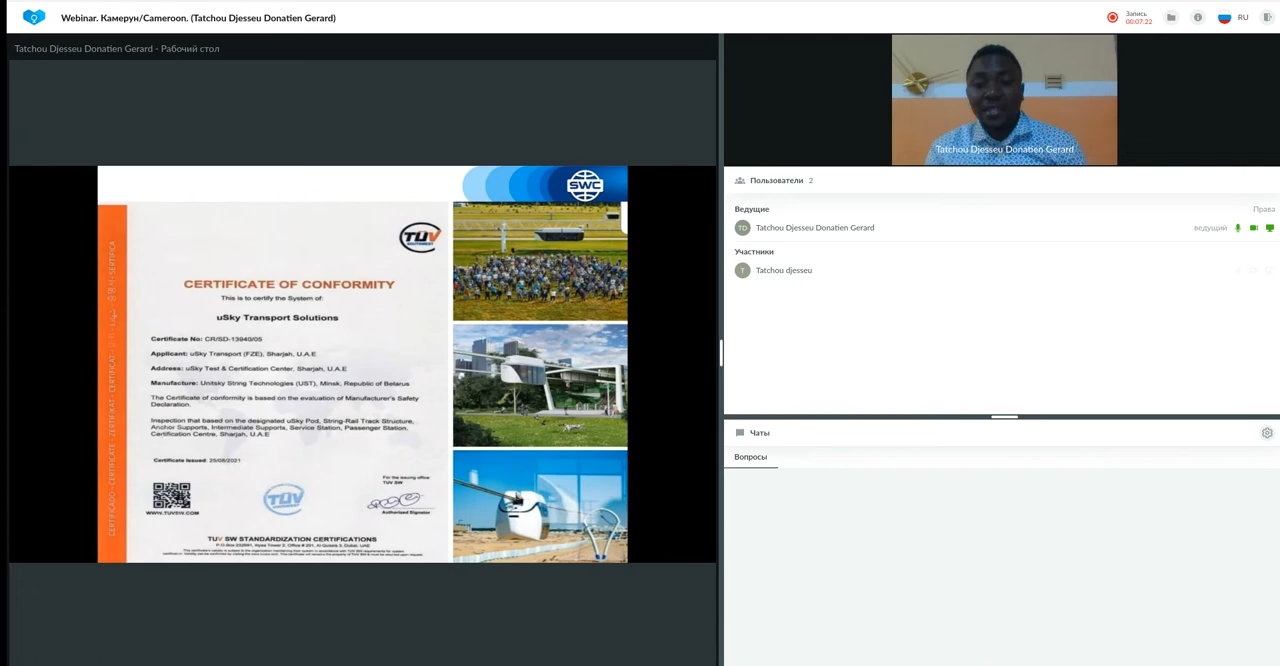 Webinar. Камерун/Cameroon. (Tatchou Djesseu Donatien Gerard)
Запись
00:07:22
RU
Tatchou Djesseu Donatien Gerard - Рабочий стол
Tatchou Djesseu Donatien Gerard
Пользователи 2
Ведущие Права
TD Tatchou Djesseu Donatien Gerard ведущий
Участники
T Tatchou djesseu
Чаты
Вопросы
SWC
TÜV
CERTIFICATE OF CONFORMITY
This is to certify the System of:
uSky Transport Solutions
Certificate No: CR/SD-13940/05
Applicant: uSky Transport (FZE), Sharjah, U.A.E
Address: uSky Test & Certification Center, Sharjah, U.A.E
Manufacture: Unitsky String Technologies (UST), Minsk, Republic of Belarus
The Certificate of conformity is based on the evaluation of Manufacturer's Safety
Declaration.
Inspection that based on the designated uSky Pod, String-Rail Track Structure,
Anchor Supports, Intermediate Supports, Service Station, Passenger Station,
Certification Centre, Sharjah, U.A.E
Certificate Issued: 25/08/2021
For the issuing office:
TUV SW
Authorised Signator
WWW.TUVSW.COM
TÜV
TUV SW STANDARDIZATION CERTIFICATIONS
CERTIFICADO - CERTIFICATE - ZERTIFIKAT - CERTIFICAT